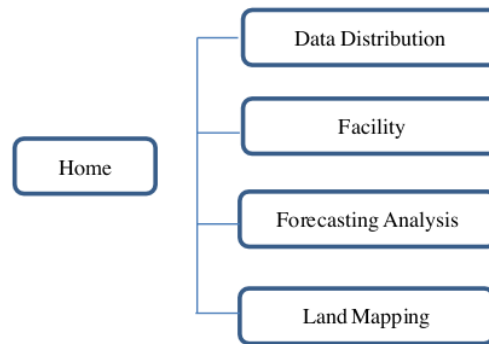 Data Distribution
Facility
Home
Forecasting Analysis
Land Mapping